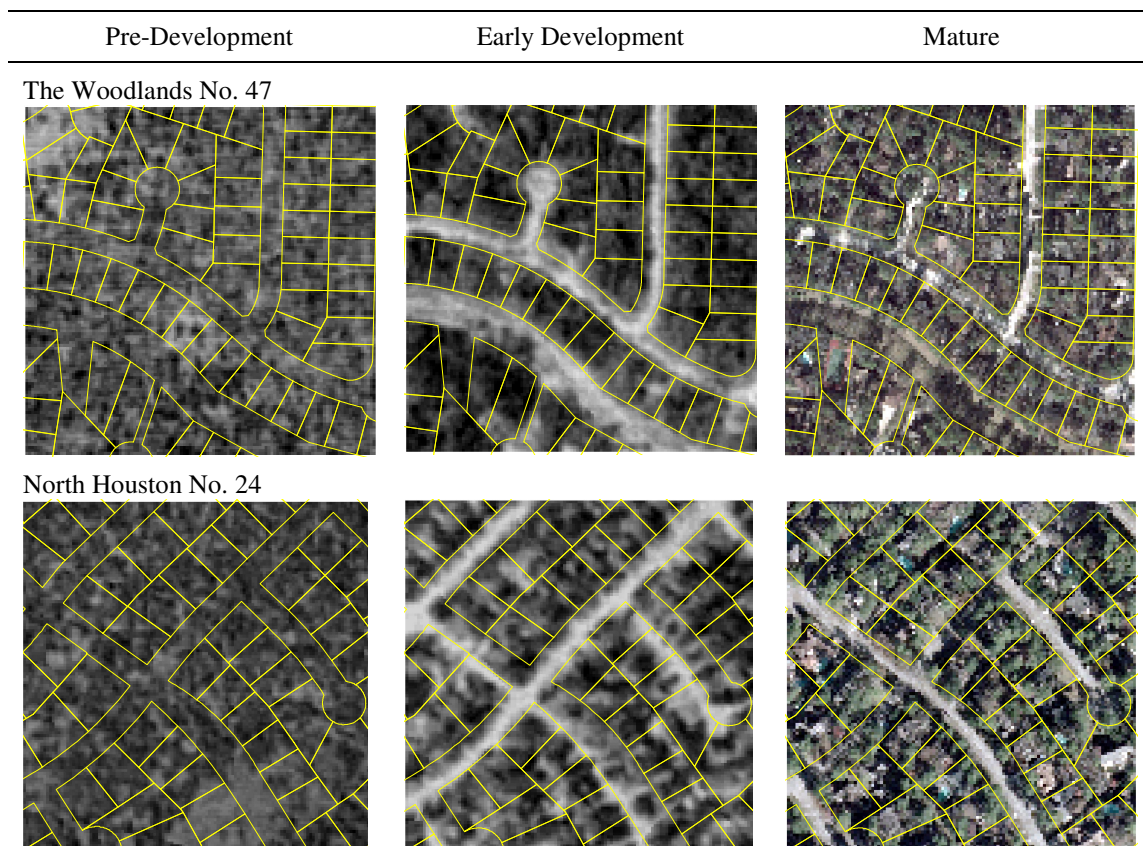 Pre-Development Early Development Mature
The Woodlands No. 47
North Houston No. 24